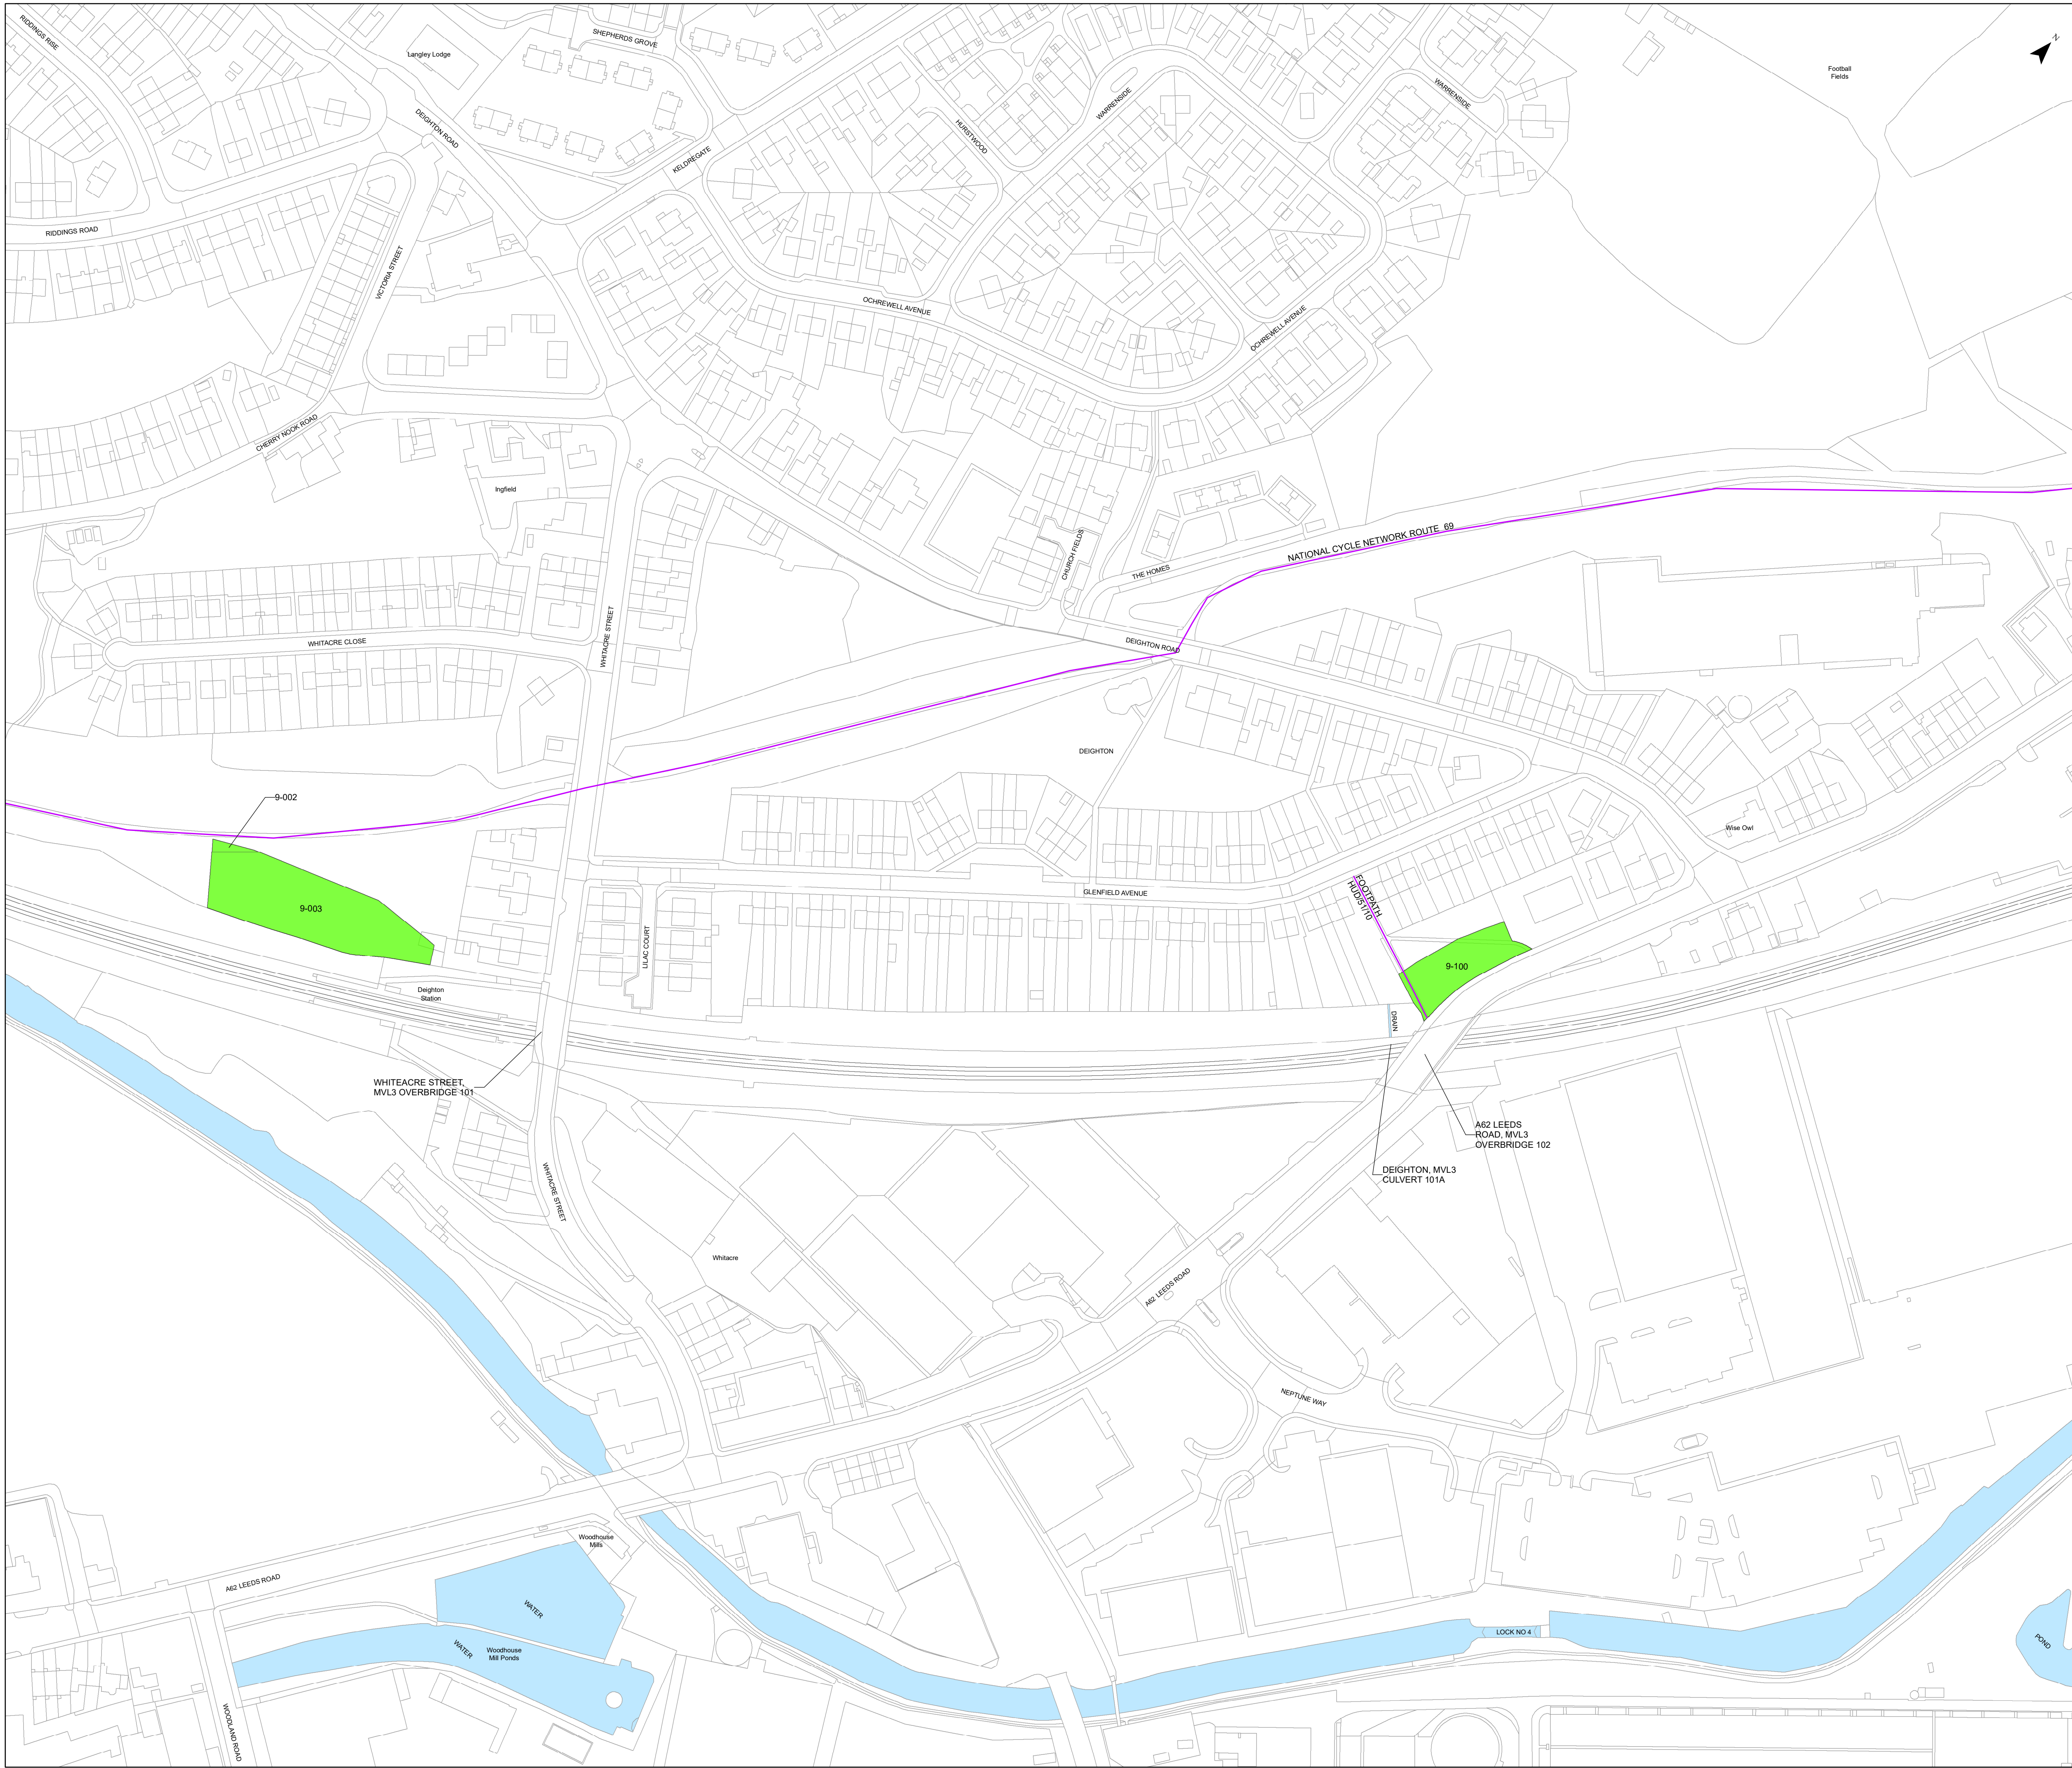 RIDDINGS RISE
Langley Lodge
SHEPHERDS GROVE
N
Football
Fields
WARRENSIDE
WARRENSIDE
DEIGHTON ROAD
HURSTWOOD
KELDREGATE
RIDDINGS ROAD
VICTORIA STREET
OCHREWELL AVENUE
OCHREWELL AVENUE
CHERRY NOOK ROAD
Ingfield
NATIONAL CYCLE NETWORK ROUTE 69
CHURCH FIELDS
THE HOMES
WHITACRE CLOSE
WHITACRE STREET
DEIGHTON ROAD
DEIGHTON
9-002
Wise Owl
GLENFIELD AVENUE
FOOTPATH
HUD/51/10
9-003
LILAC COURT
9-100
Deighton
Station
DRAIN
WHITEACRE STREET,
MVL3 OVERBRIDGE 101
A62 LEEDS
ROAD, MVL3
OVERBRIDGE 102
DEIGHTON, MVL3
CULVERT 101A
WHITACRE STREET
Whitacre
A62 LEEDS ROAD
NEPTUNE WAY
Woodhouse
Mills
A62 LEEDS ROAD
WATER
WATER
Woodhouse
Mill Ponds
LOCK NO 4
POND
WOODLAND ROAD